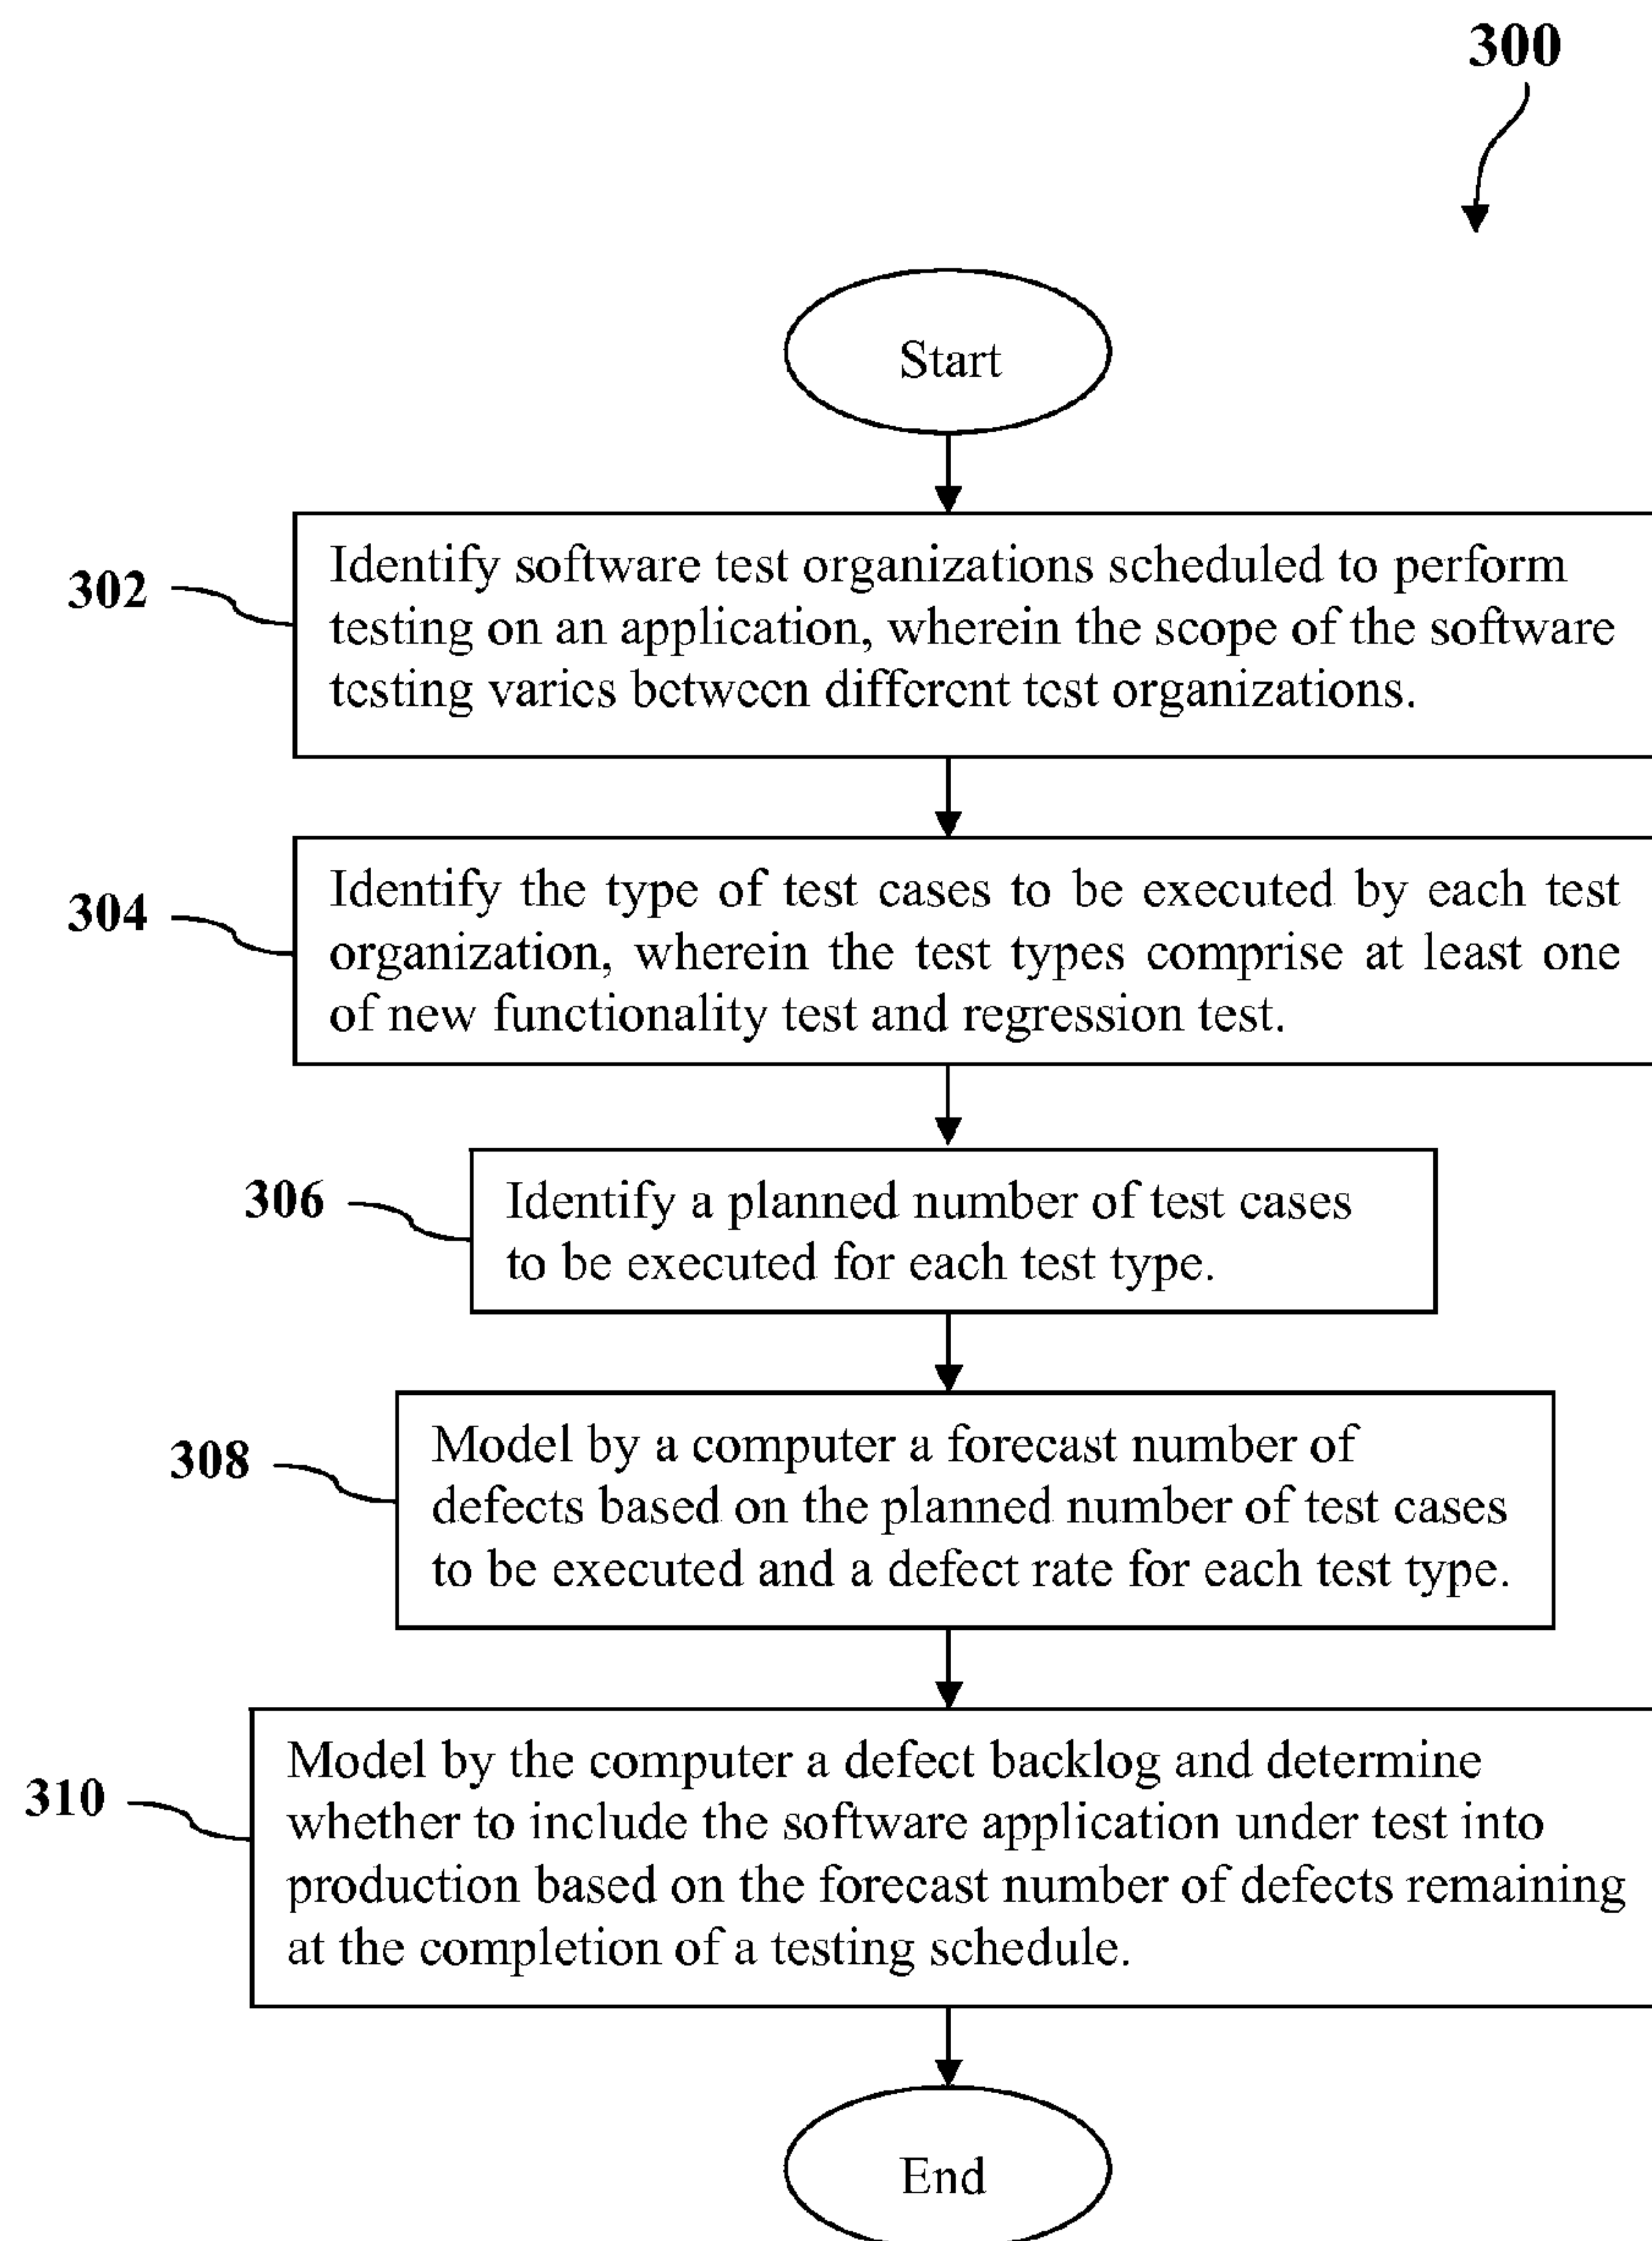 300
Start
302
Identify software test organizations scheduled to perform
testing on an application, wherein the scope of the software
testing varies between different test organizations.
304
Identify the type of test cases to be executed by each test
organization, wherein the test types comprise at least one
of new functionality test and regression test.
306
Identify a planned number of test cases
to be executed for each test type.
308
Model by a computer a forecast number of
defects based on the planned number of test cases
to be executed and a defect rate for each test type.
310
Model by the computer a defect backlog and determine
whether to include the software application under test into
production based on the forecast number of defects remaining
at the completion of a testing schedule.
End